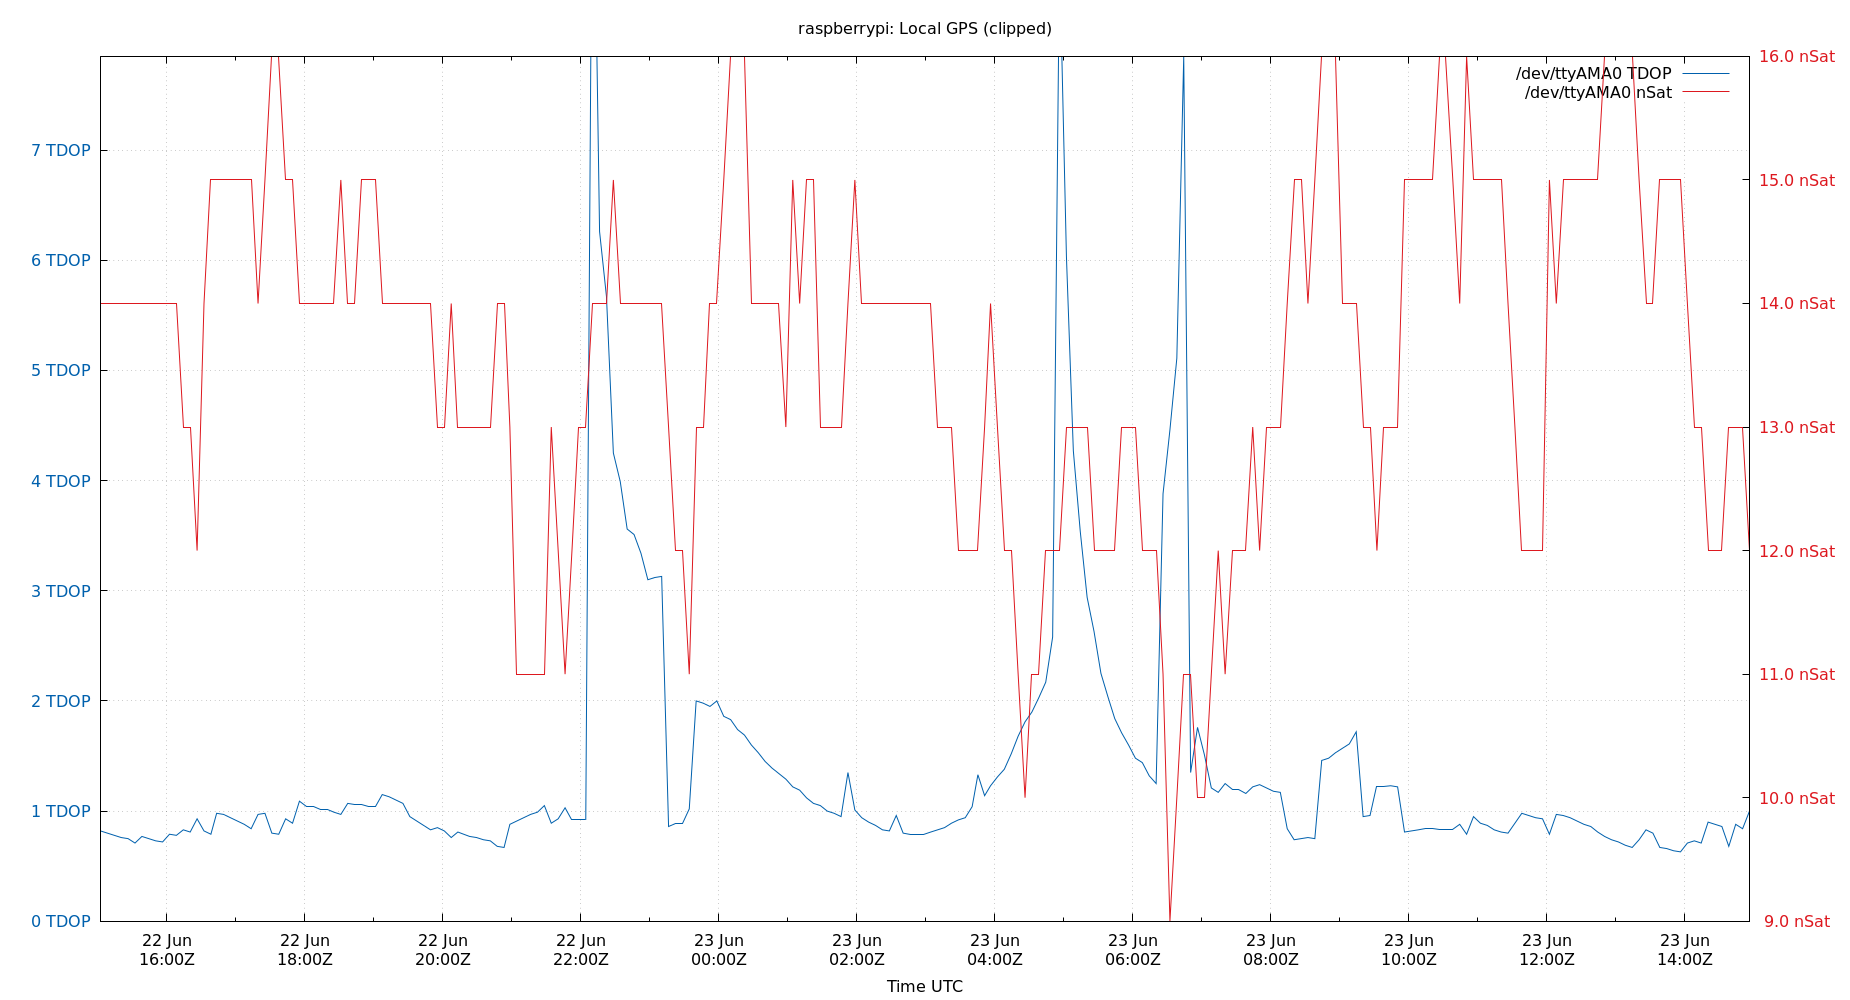 raspberrypi: Local GPS (clipped)
/dev/ttyAMA0 TDOP
/dev/ttyAMA0 nSat
7 TDOP
6 TDOP
5 TDOP
4 TDOP
3 TDOP
2 TDOP
1 TDOP
0 TDOP
16.0 nSat
15.0 nSat
14.0 nSat
13.0 nSat
12.0 nSat
11.0 nSat
10.0 nSat
9.0 nSat
22 Jun 22 Jun 22 Jun 22 Jun 23 Jun 23 Jun 23 Jun 23 Jun 23 Jun 23 Jun 23 Jun 23 Jun
16:00Z 18:00Z 20:00Z 22:00Z 00:00Z 02:00Z 04:00Z 06:00Z 08:00Z 10:00Z 12:00Z 14:00Z
Time UTC